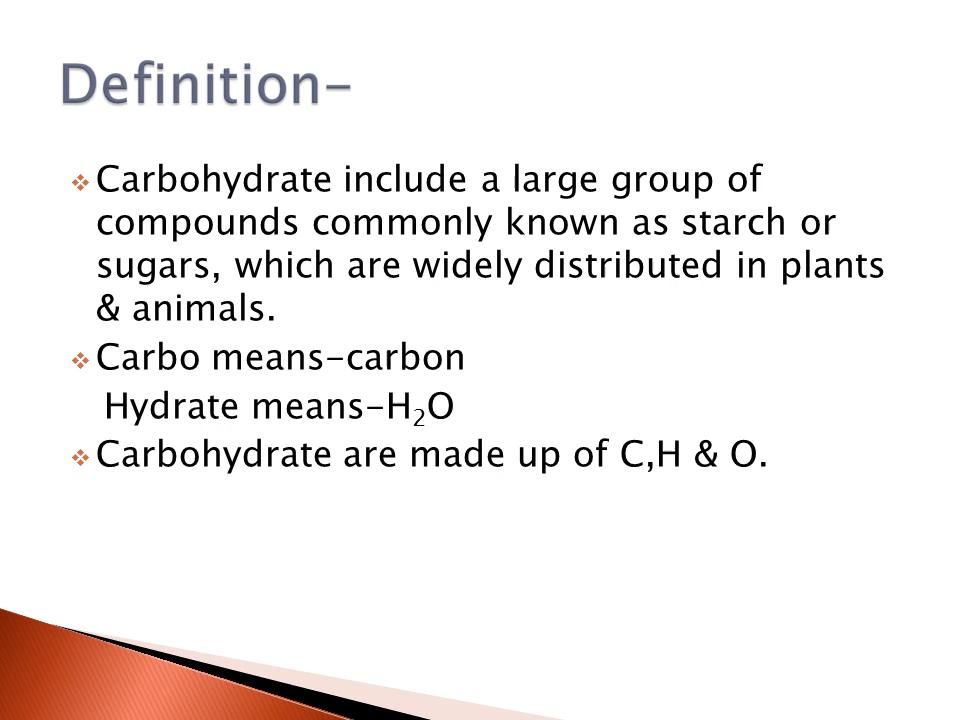 Definition-
❖ Carbohydrate include a large group of
compounds commonly known as starch or
sugars, which are widely distributed in plants
& animals.
❖ Carbo means-carbon
Hydrate means-H₂O
❖ Carbohydrate are made up of C,H & O.